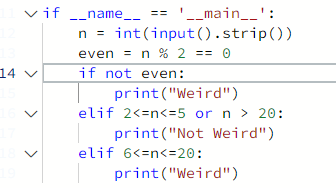 if __name__ == '__main__':
    n = int(input().strip())
    even = n % 2 == 0
14    if not even:
        print("Weird")
    elif 2<=n<=5 or n > 20:
        print("Not Weird")
    elif 6<=n<=20:
        print("Weird")